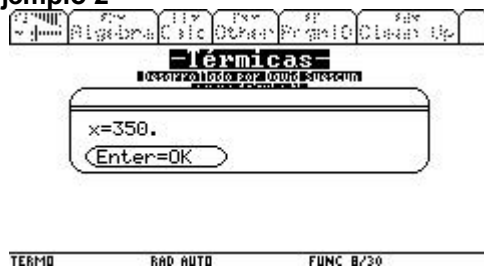 jemplo 2
F1 F2 F3 F4 F5 F6
Algebra Calc Other PrgmIO Clean Up
-Térmicas-
Desarrollado por David Suescun
x=350.
Enter=OK
TERMO RAD AUTO FUNC 8/30